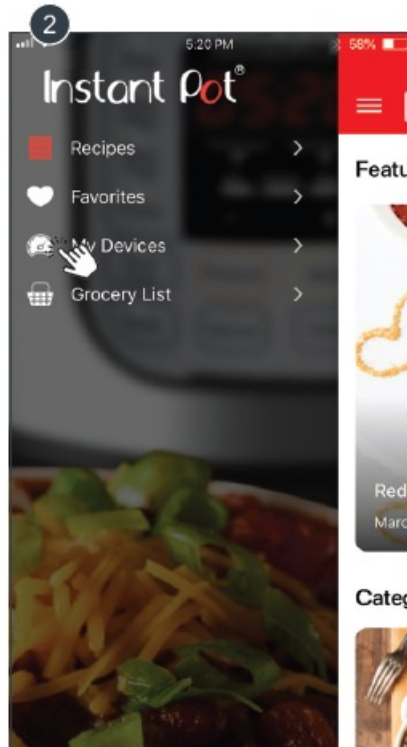 2
5:20 PM
58%
Instant Pot®
Recipes
Favorites
My Devices
Grocery List
Featu
Red
Marc
Categ